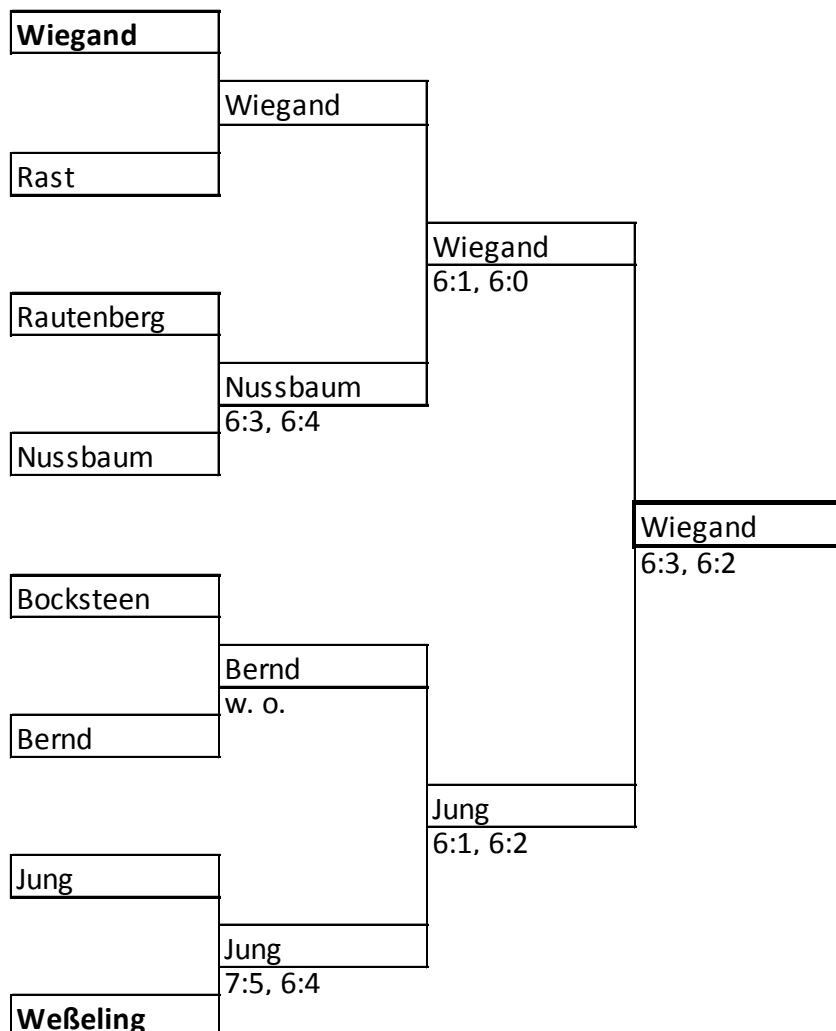 Wiegand
Wiegand
Rast
Wiegand
6:1, 6:0
Rautenberg
Nussbaum
6:3, 6:4
Nussbaum
Wiegand
6:3, 6:2
Bocksteen
Bernd
w. o.
Bernd
Jung
6:1, 6:2
Jung
Jung
7:5, 6:4
Weßeling